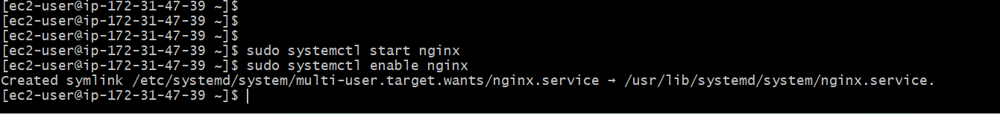 [ec2-user@ip-172-31-47-39 ~]$
[ec2-user@ip-172-31-47-39 ~]$
[ec2-user@ip-172-31-47-39 ~]$
[ec2-user@ip-172-31-47-39 ~]$ sudo systemctl start nginx
[ec2-user@ip-172-31-47-39 ~]$ sudo systemctl enable nginx
Created symlink /etc/systemd/system/multi-user.target.wants/nginx.service → /usr/lib/systemd/system/nginx.service.
[ec2-user@ip-172-31-47-39 ~]$